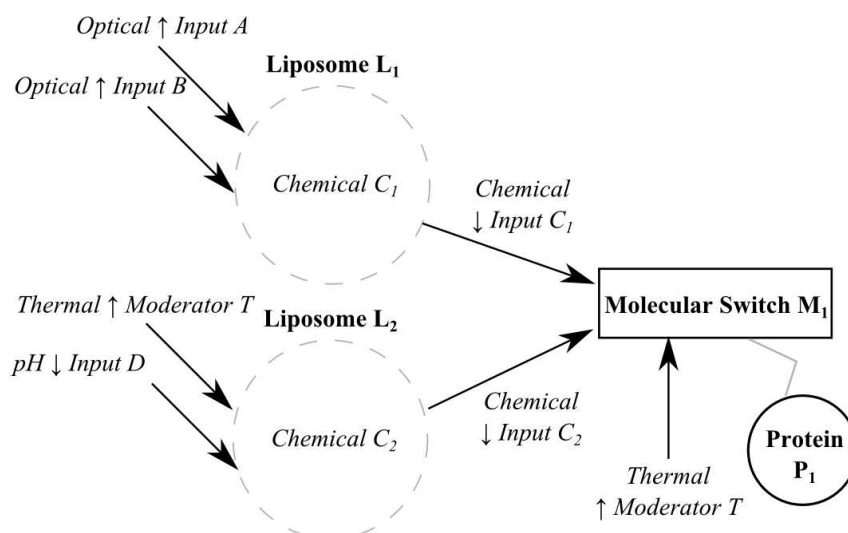 Optical ↑ Input A
Optical ↑ Input B
Liposome L₁
Chemical C₁
Chemical
↓ Input C₁
Thermal ↑ Moderator T
pH ↓ Input D
Liposome L₂
Chemical C₂
Chemical
↓ Input C₂
Molecular Switch M₁
Thermal
↑ Moderator T
Protein
P₁